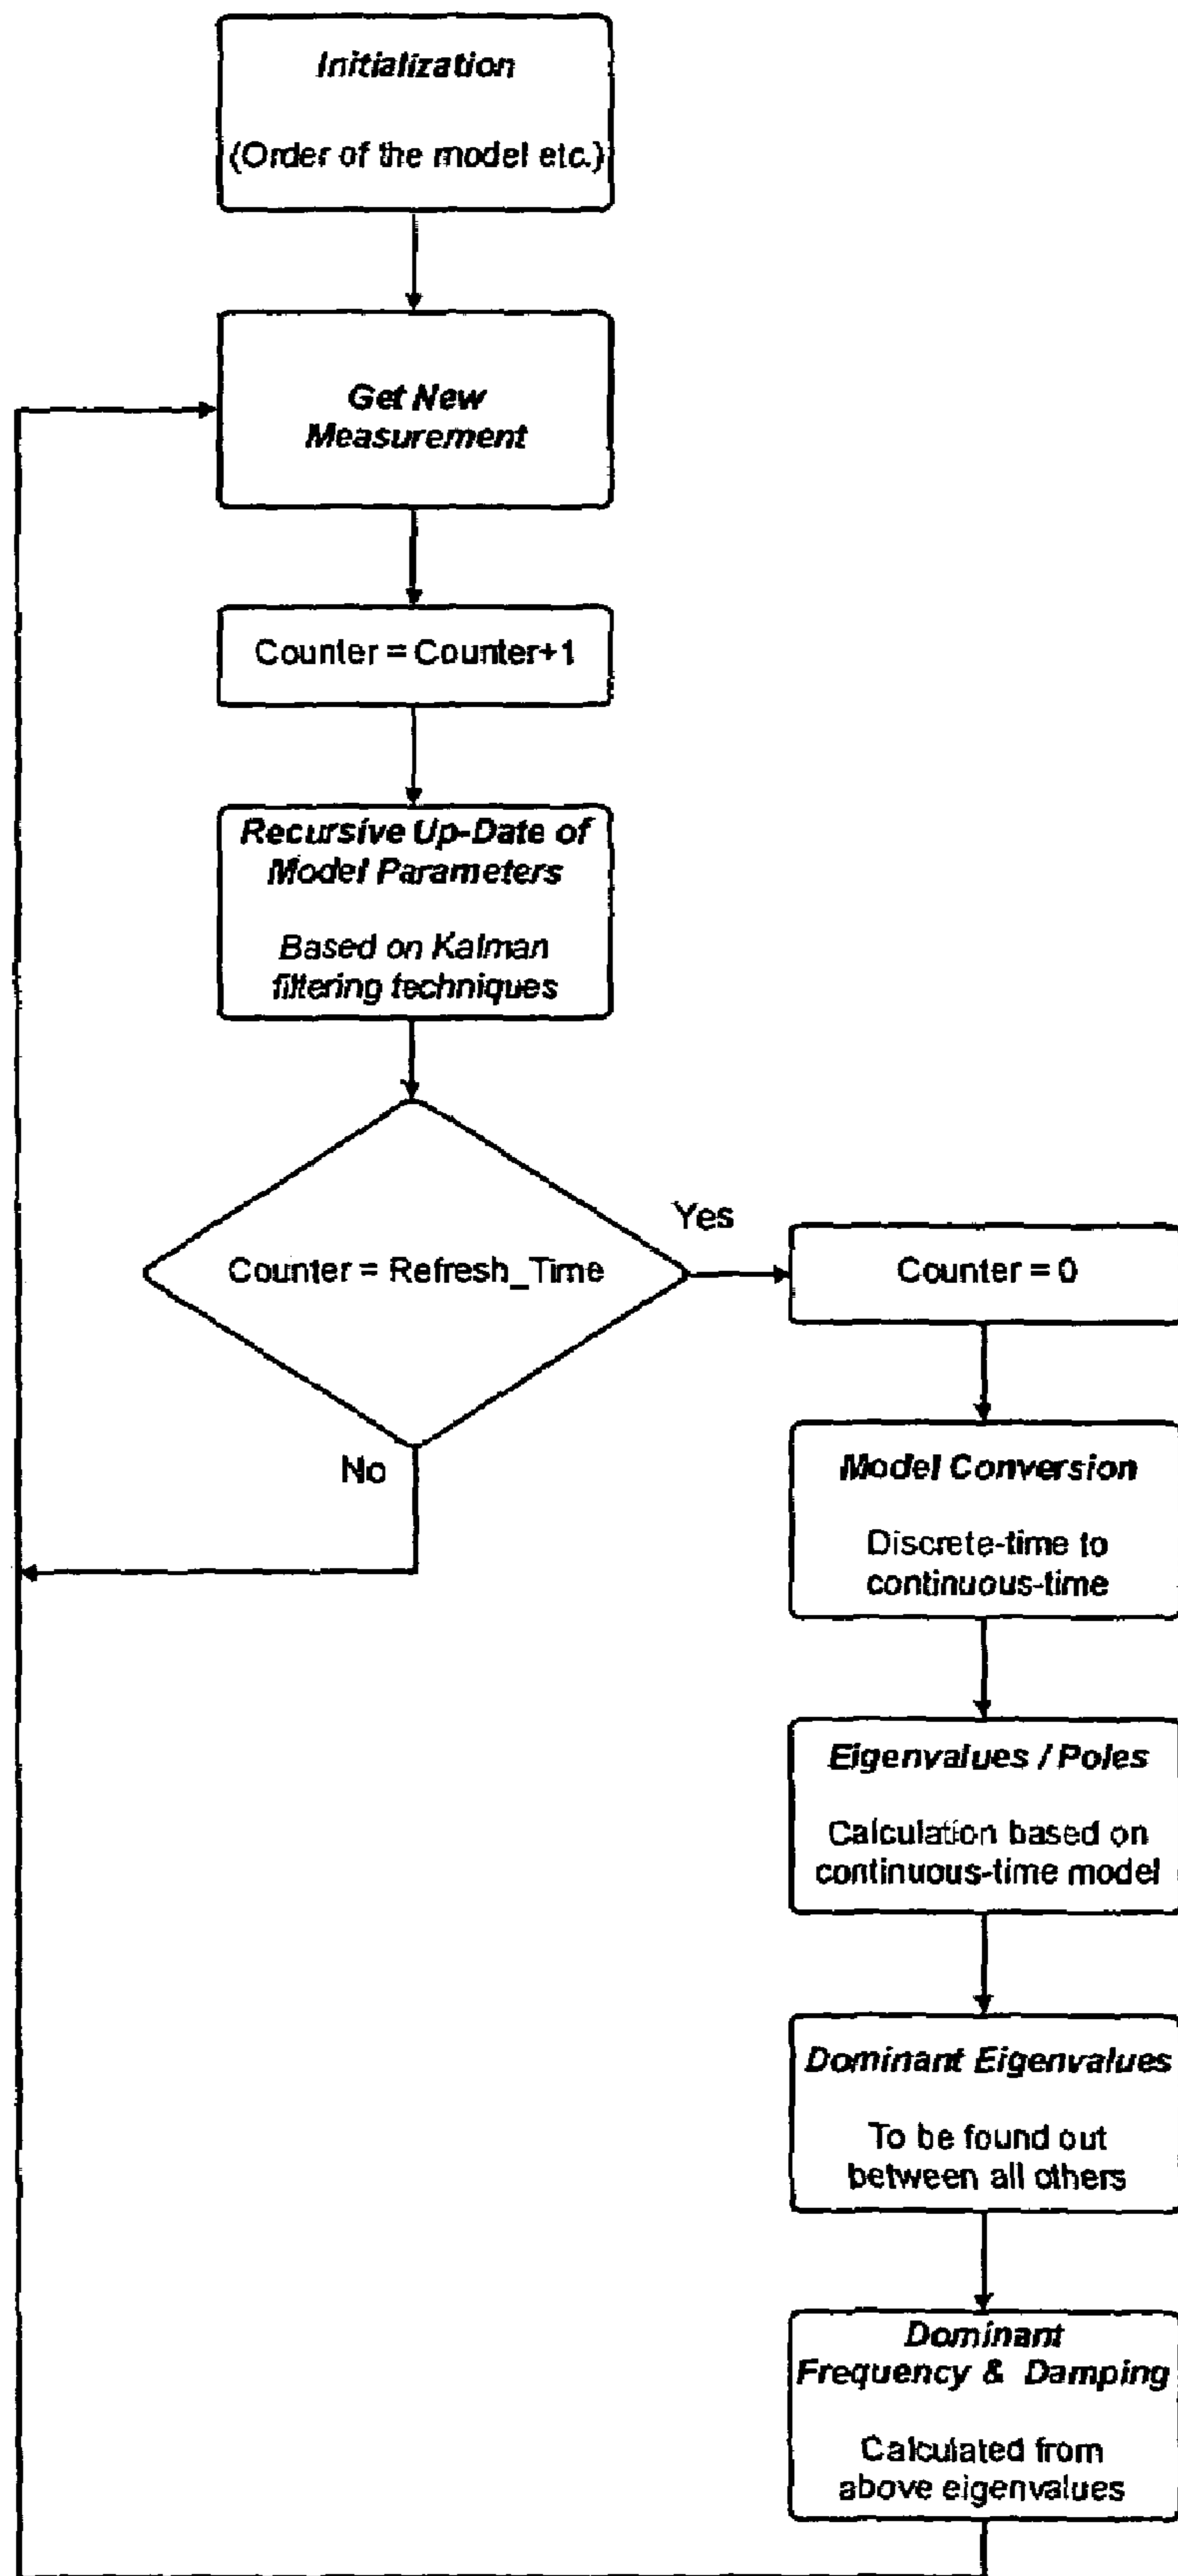 Initialization
(Order of the model etc.)
Get New
Measurement
Counter = Counter+1
Recursive Up-Date of
Model Parameters
Based on Kalman
filtering techniques
Counter = Refresh_Time
Yes
No
Counter = 0
Model Conversion
Discrete-time to
continuous-time
Eigenvalues / Poles
Calculation based on
continuous-time model
Dominant Eigenvalues
To be found out
between all others
Dominant
Frequency & Damping
Calculated from
above eigenvalues